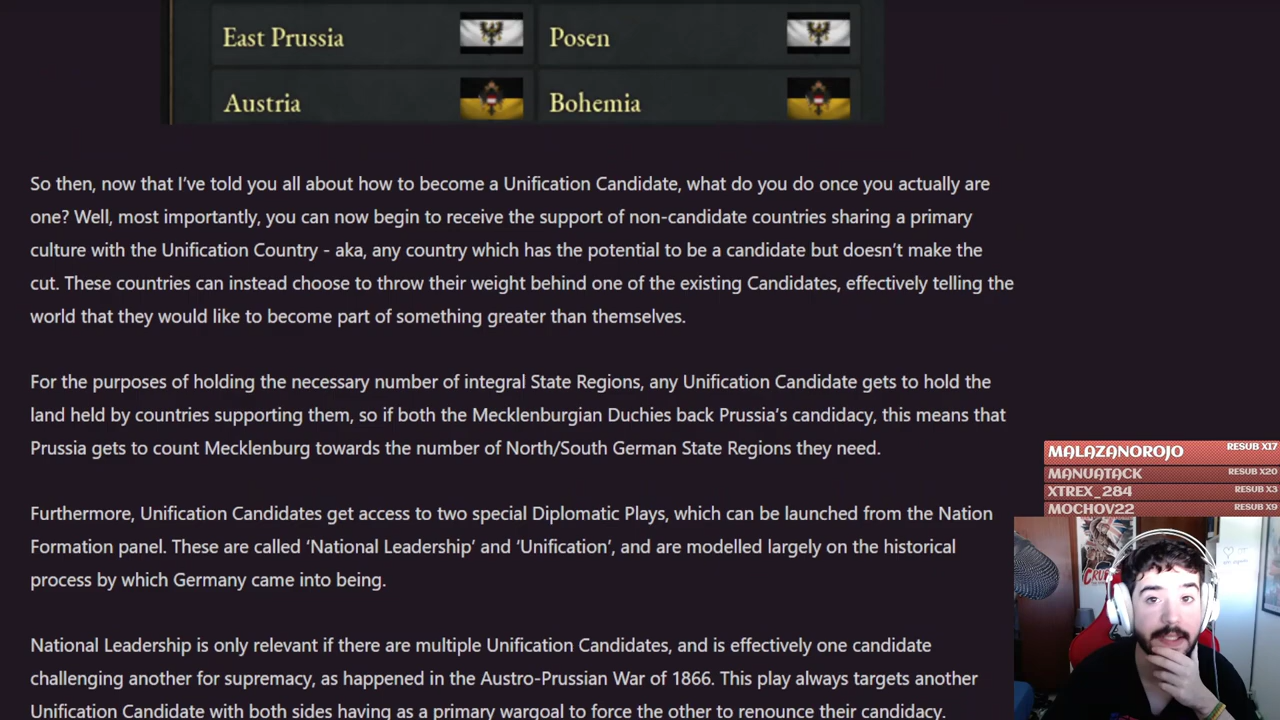 East Prussia
Posen
Austria
Bohemia
So then, now that I’ve told you all about how to become a Unification Candidate, what do you do once you actually are
one? Well, most importantly, you can now begin to receive the support of non-candidate countries sharing a primary
culture with the Unification Country - aka, any country which has the potential to be a candidate but doesn’t make the
cut. These countries can instead choose to throw their weight behind one of the existing Candidates, effectively telling the
world that they would like to become part of something greater than themselves.
For the purposes of holding the necessary number of integral State Regions, any Unification Candidate gets to hold the
land held by countries supporting them, so if both the Mecklenburgian Duchies back Prussia’s candidacy, this means that
Prussia gets to count Mecklenburg towards the number of North/South German State Regions they need.
Furthermore, Unification Candidates get access to two special Diplomatic Plays, which can be launched from the Nation
Formation panel. These are called ‘National Leadership’ and ‘Unification’, and are modelled largely on the historical
process by which Germany came into being.
National Leadership is only relevant if there are multiple Unification Candidates, and is effectively one candidate
challenging another for supremacy, as happened in the Austro-Prussian War of 1866. This play always targets another
Unification Candidate with both sides having as a primary wargoal to force the other to renounce their candidacy.
MALAZANOROJO RESUB X17
MANUATACK RESUB X20
XTREX_284 RESUB X3
MOCHOV22 RESUB X9